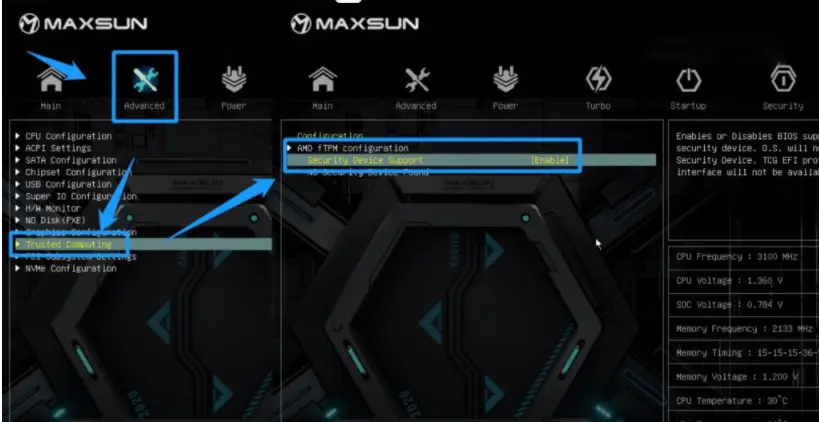 MAXSUN
Main
Advanced
Power
CPU Configuration
ACPI Settings
SATA Configuration
Chipset Configuration
USB Configuration
Super IO Configuration
H/W Monitor
NO Disk(PXE)
Graphics Configuration
Trusted Computing
PCI Subsystem Settings
NVMe Configuration
MAXSUN
Main
Advanced
Power
Turbo
Startup
Security
Configuration
AMD fTPM configuration
Security Device Support [Enable]
NO Security Device Found
Enables or Disables BIOS sup
security device. O.S. will n
Security Device. TCG EFI pro
interface will not be availa
CPU Frequency : 3100 MHz
CPU Voltage : 1.360 V
SOC Voltage : 0.784 V
Memory Frequency : 2133 MHz
Memory Timing : 15-15-15-36-
Memory Voltage : 1.200 V
CPU Temperature : 30°C
MAXSUN
2020
2020